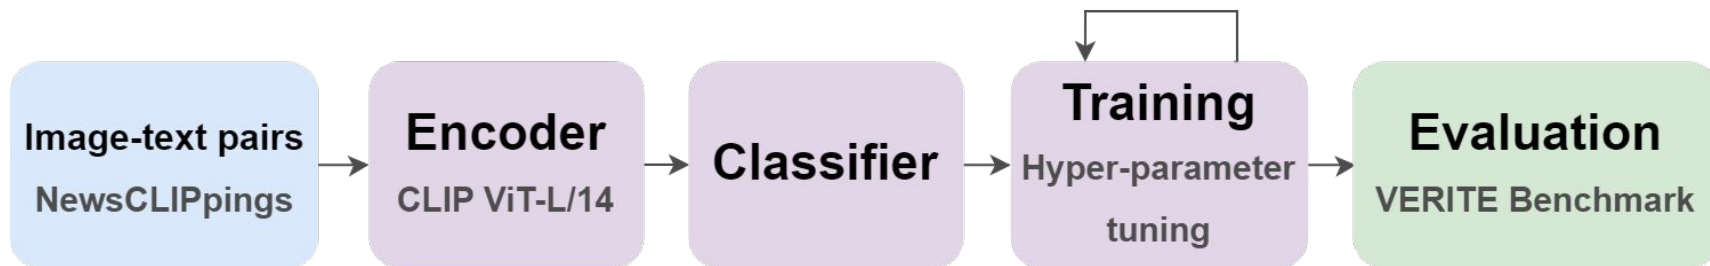 Image-text pairs
NewsCLIPpings
Encoder
CLIP ViT-L/14
Classifier
Training
Hyper-parameter
tuning
Evaluation
VERITE Benchmark